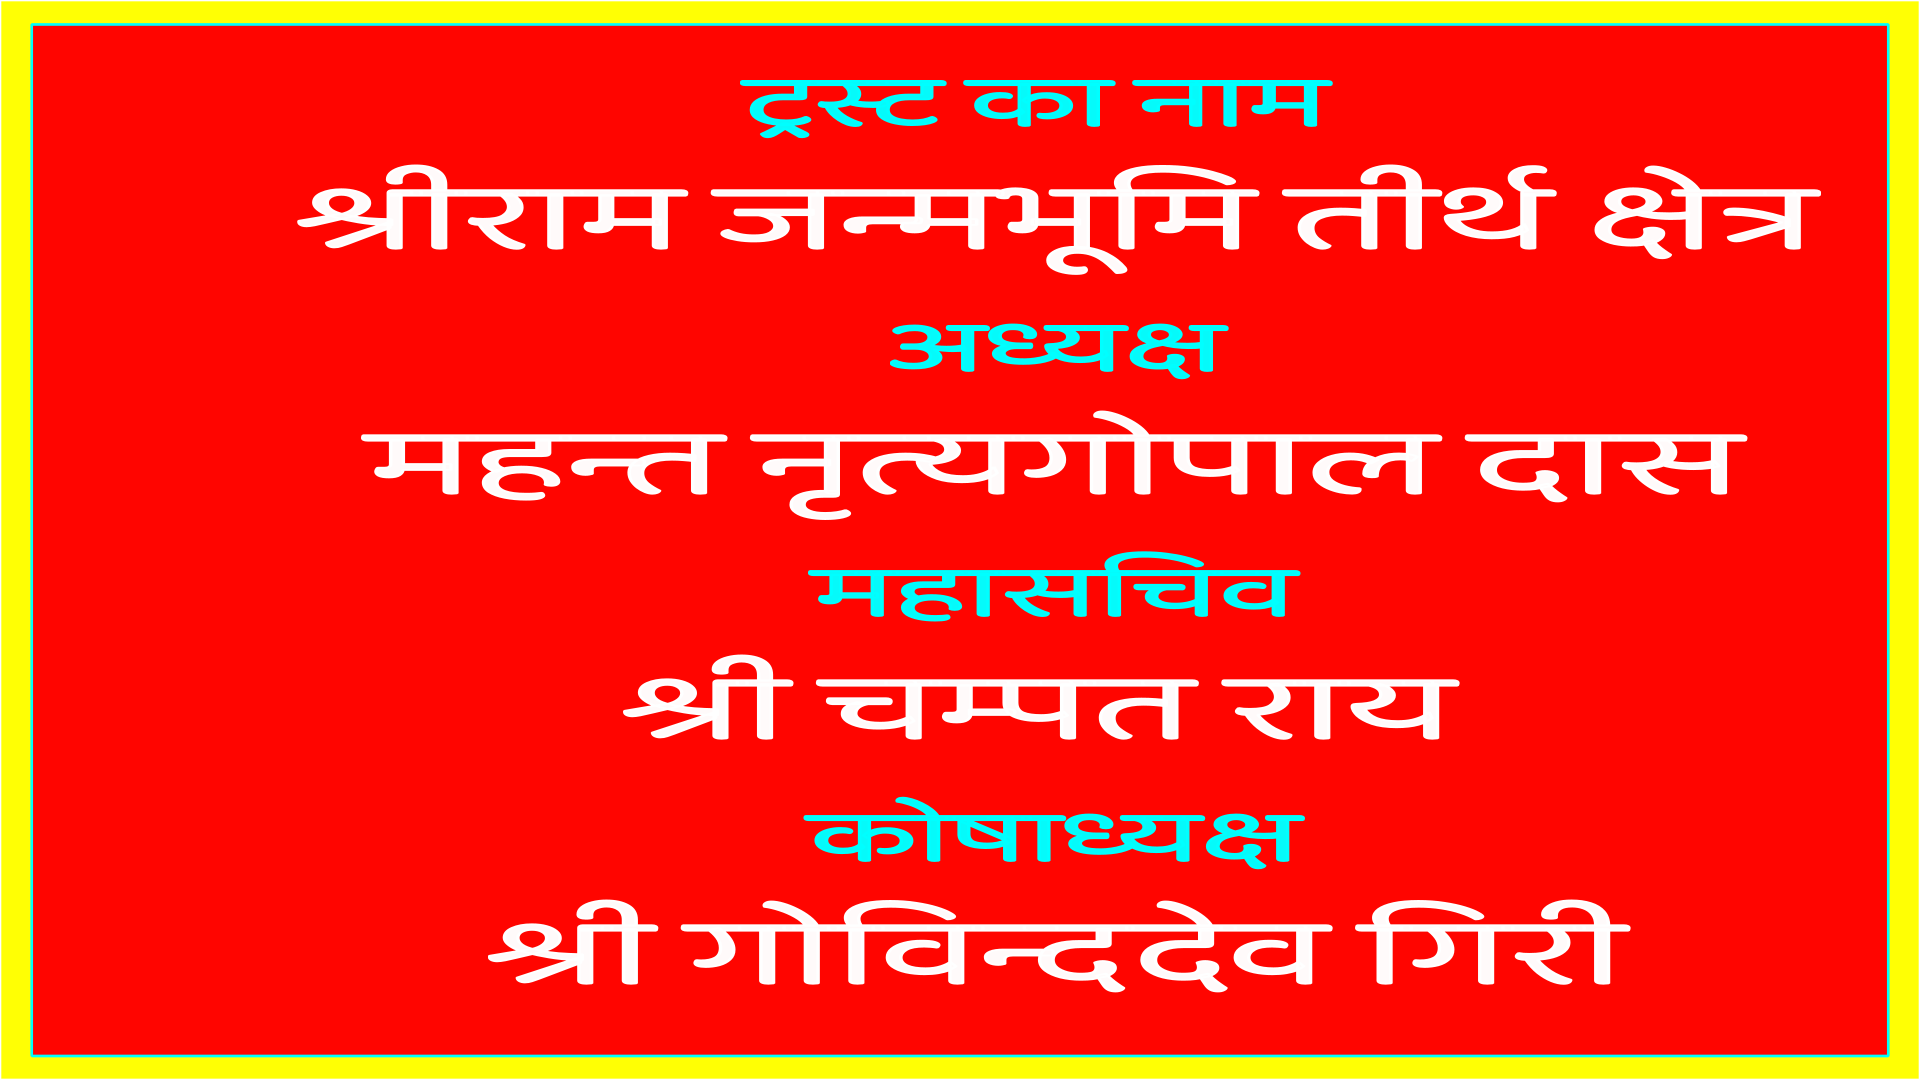 ट्रस्ट का नाम
श्रीराम जन्मभूमि तीर्थ क्षेत्र
अध्यक्ष
महन्त नृत्यगोपाल दास
महासचिव
श्री चम्पत राय
कोषाध्यक्ष
श्री गोविन्ददेव गिरी